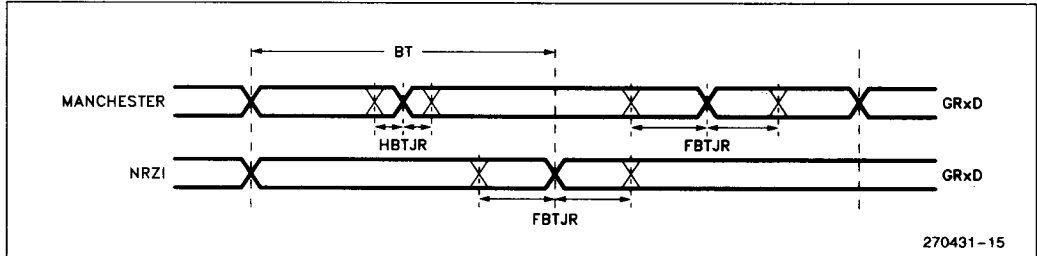 BT
MANCHESTER
GRxD
HBTJR
FBTJR
NRZI
GRxD
FBTJR
270431-15